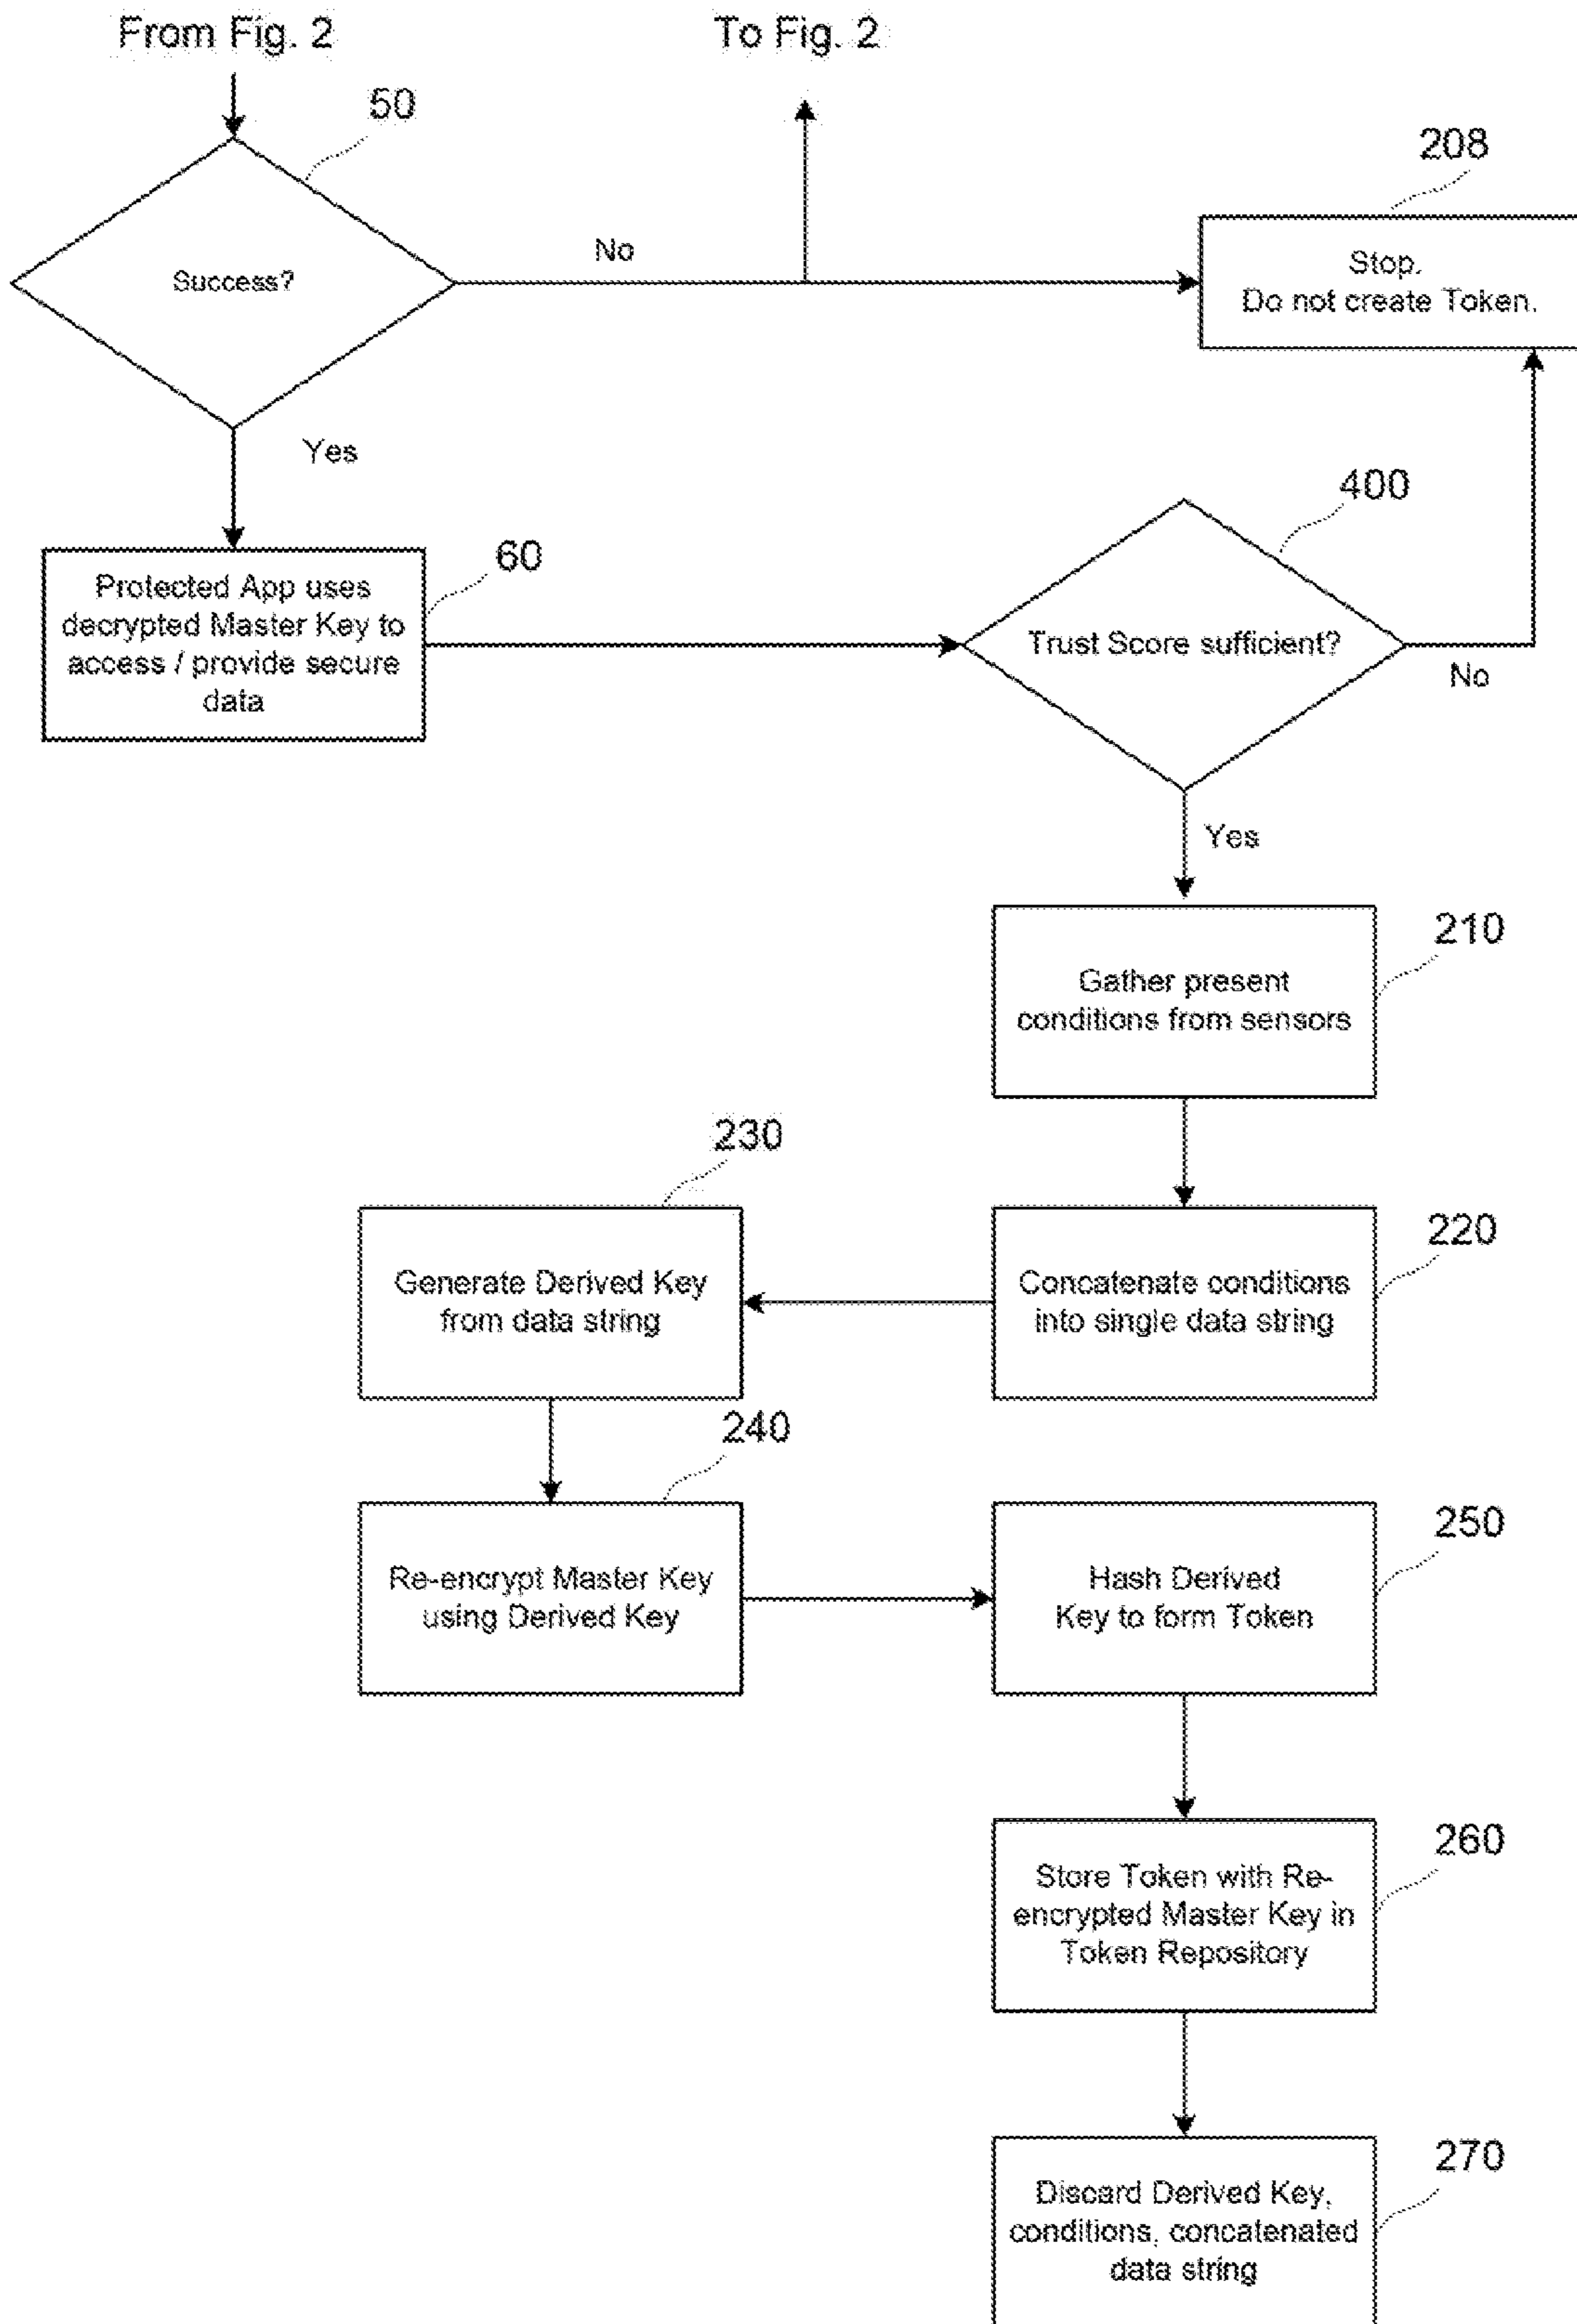 From Fig. 2
To Fig. 2
50
208
Success?
No
Stop.
Do not create Token.
Yes
400
60
Protected App uses
decrypted Master Key to
access / provide secure
data
Trust Score sufficient?
No
Yes
210
Gather present
conditions from sensors
230
220
Generate Derived Key
from data string
Concatenate conditions
into single data string
240
250
Re-encrypt Master Key
using Derived Key
Hash Derived
Key to form Token
260
Store Token with Re-
encrypted Master Key in
Token Repository
270
Discard Derived Key,
conditions, concatenated
data string